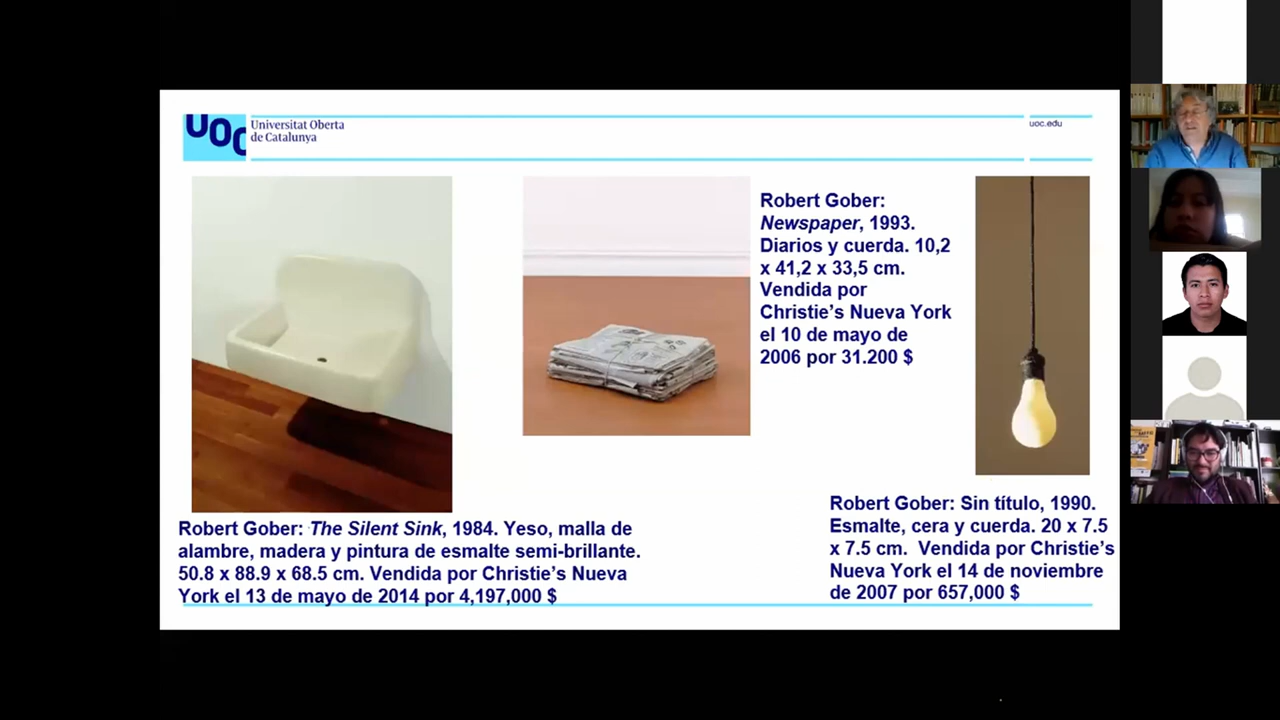 UOC
Universitat Oberta
de Catalunya
uoc.edu
Robert Gober:
Newspaper, 1993.
Diarios y cuerda. 10,2
x 41,2 x 33,5 cm.
Vendida por
Christie's Nueva York
el 10 de mayo de
2006 por 31.200 $
Robert Gober: The Silent Sink, 1984. Yeso, malla de
alambre, madera y pintura de esmalte semi-brillante.
50.8 x 88.9 x 68.5 cm. Vendida por Christie's Nueva
York el 13 de mayo de 2014 por 4,197,000 $
Robert Gober: Sin título, 1990.
Esmalte, cera y cuerda. 20 x 7.5
x 7.5 cm.  Vendida por Christie's
Nueva York el 14 de noviembre
de 2007 por 657,000 $